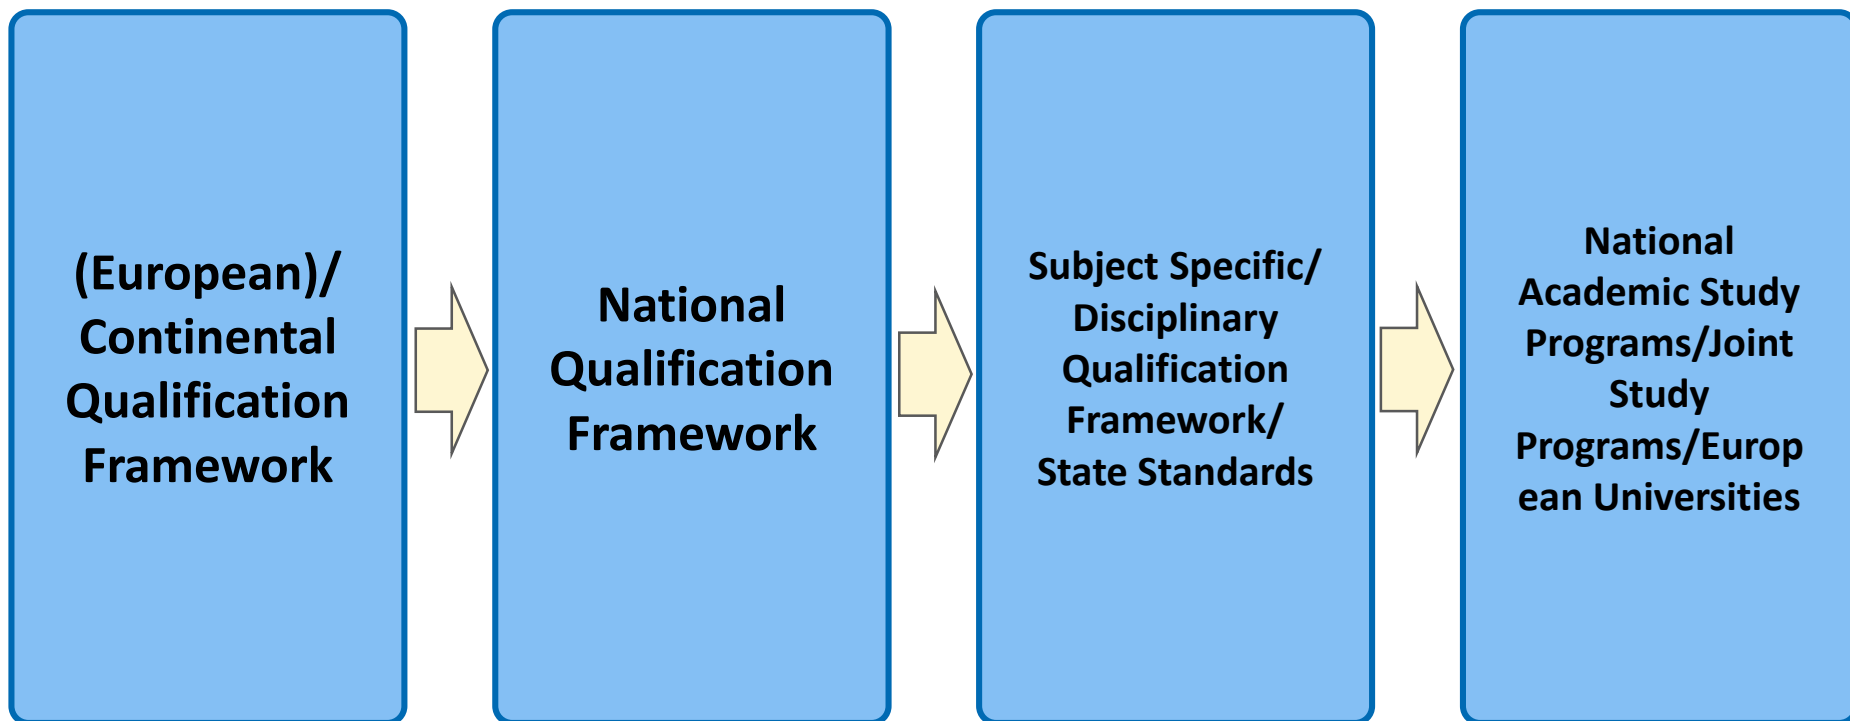 (European)/
Continental
Qualification
Framework
National
Qualification
Framework
Subject Specific/
Disciplinary
Qualification
Framework/
State Standards
National
Academic Study
Programs/Joint
Study
Programs/Europ
ean Universities